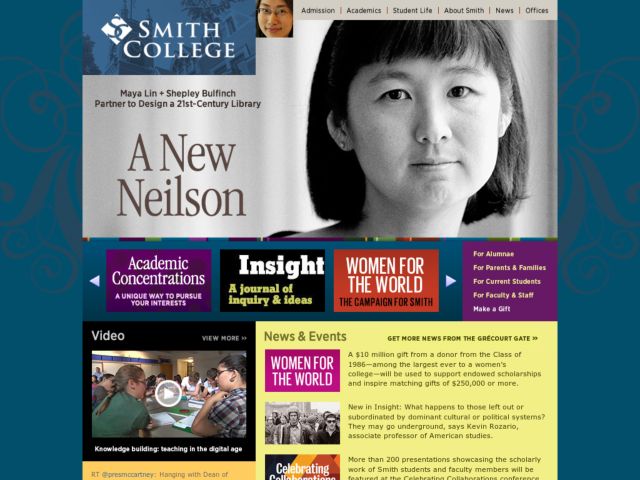 SMITH COLLEGE
Admission | Academics | Student Life | About Smith | News | Offices
Maya Lin + Shepley Bulfinch
Partner to Design a 21st-Century Library
A New
Neilson
Academic
Concentrations
A UNIQUE WAY TO PURSUE
YOUR INTERESTS
Insight
A journal of
inquiry & ideas
WOMEN FOR
THE WORLD
THE CAMPAIGN FOR SMITH
For Alumnae
For Parents & Families
For Current Students
For Faculty & Staff
Make a Gift
Video
VIEW MORE >>
Knowledge building: teaching in the digital age
RT @presmccartney: Hanging with Dean of
News & Events
GET MORE NEWS FROM THE GRÉCOURT GATE >>
WOMEN FOR
THE WORLD
A $10 million gift from a donor from the Class of
1986—among the largest ever to a women's
college—will be used to support endowed scholarships
and inspire matching gifts of $250,000 or more.
New in Insight: What happens to those left out or
subordinated by dominant cultural or political systems?
They may go underground, says Kevin Rozario,
associate professor of American studies.
Celebrating
Collaborations
More than 200 presentations showcasing the scholarly
work of Smith students and faculty members will be
featured at the Celebrating Collaborations conference